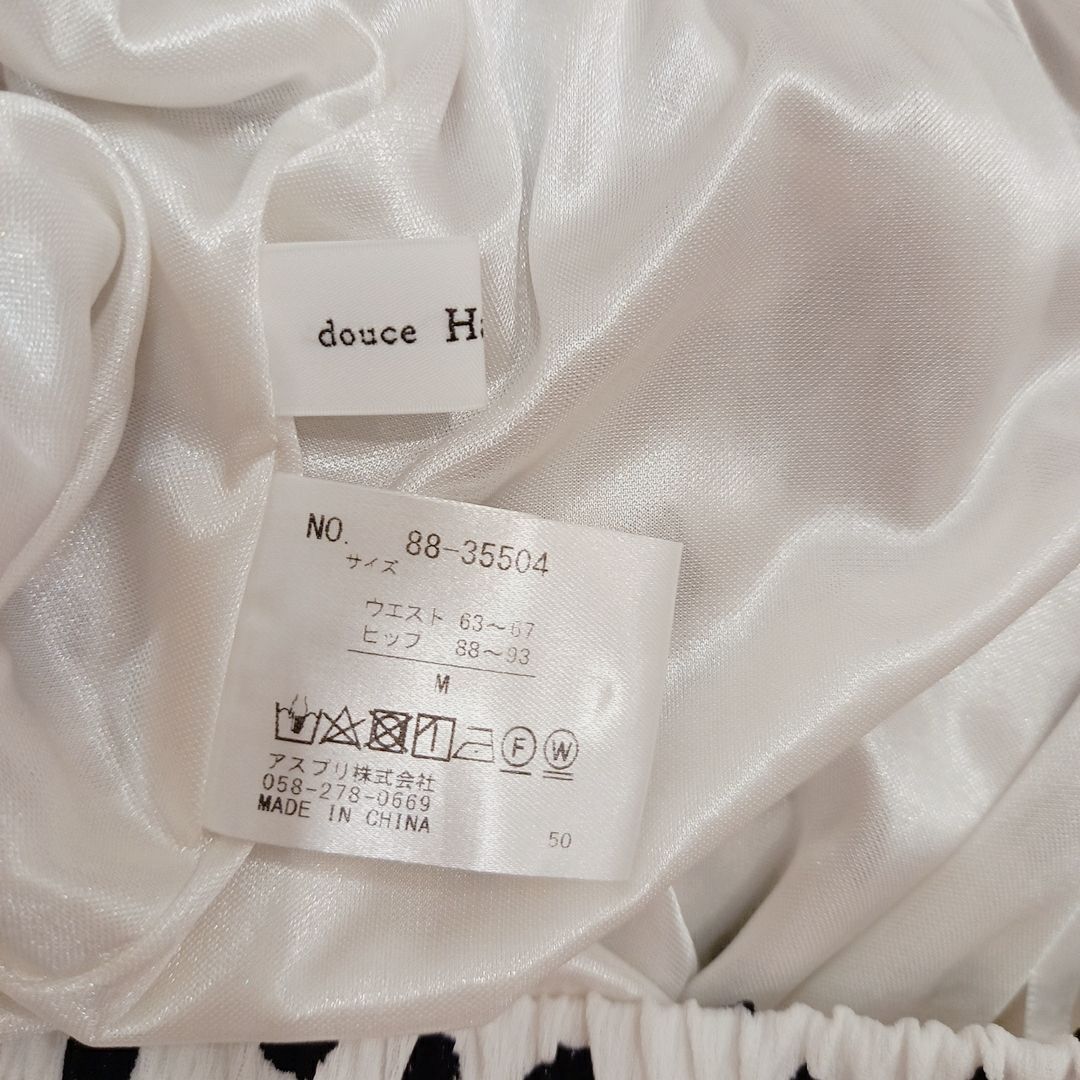 douce
NO. 88-35504
サイズ
ウエスト 63～67
ヒップ 88～93
M
F W
アスプリ株式会社
058-278-0669
MADE IN CHINA
50